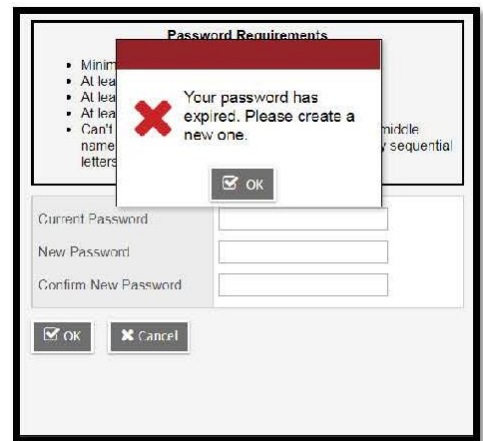 Password Requirements
Minim
At lea
At lea
At lea
Can't
middle
name
sequential
letters
Your password has
expired. Please create a
new one.
OK
Current Password
New Password
Confirm New Password
OK
Cancel